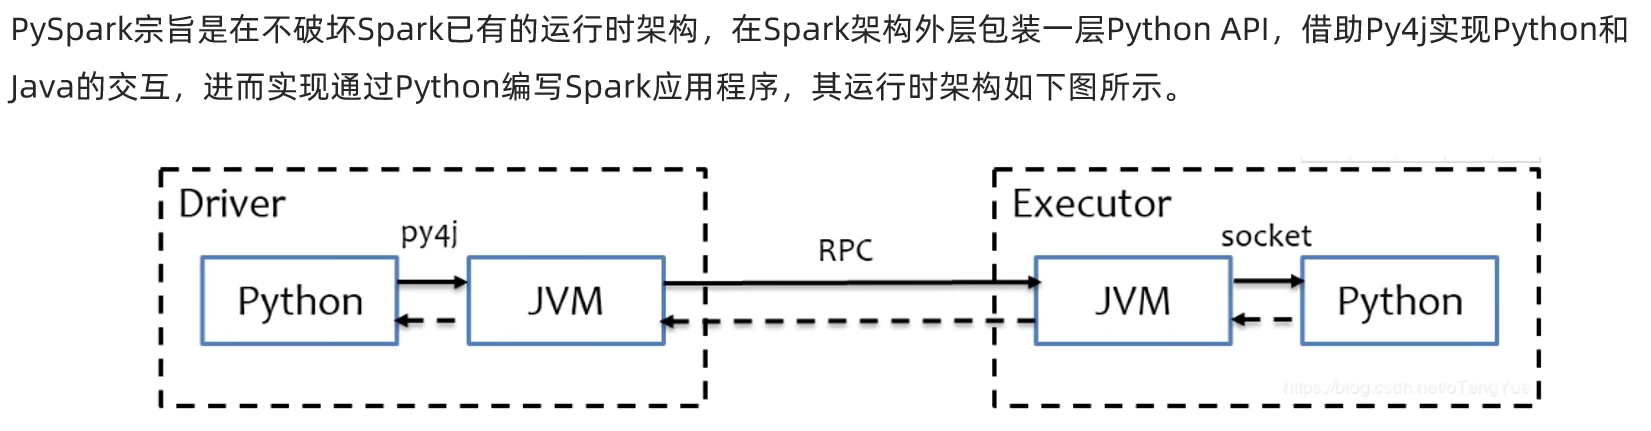 PySpark宗旨是在不破坏Spark已有的运行时架构，在Spark架构外层包装一层Python API，借助Py4j实现Python和
Java的交互，进而实现通过Python编写Spark应用程序，其运行时架构如下图所示。
Driver
Executor
py4j
RPC
socket
Python
JVM
JVM
Python
https://blog.csdn.net/oTengYue